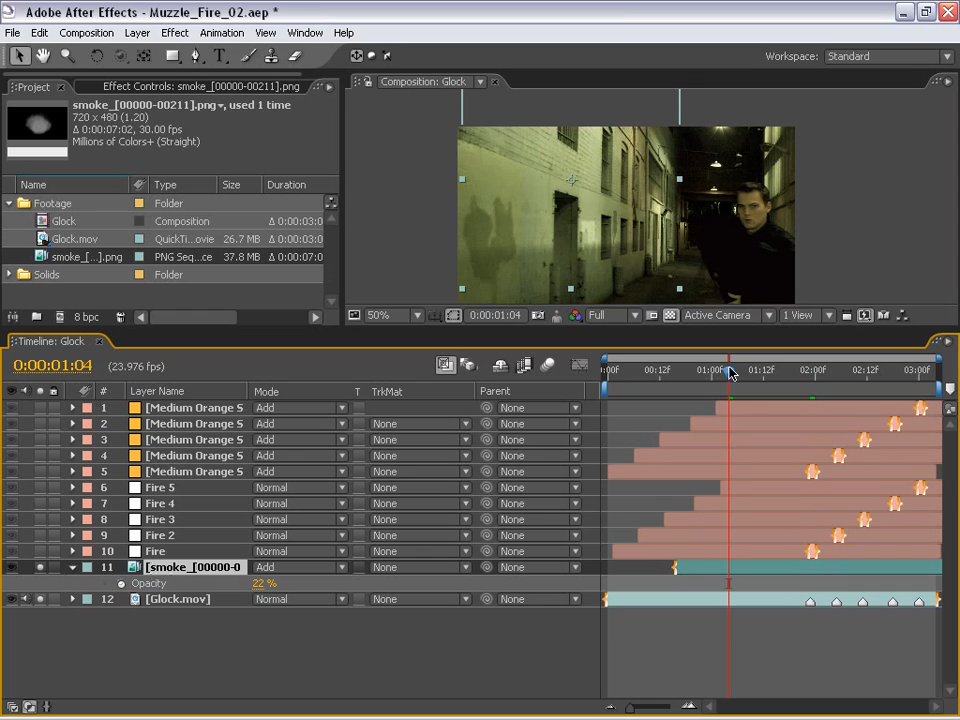 Adobe After Effects - Muzzle_Fire_02.aep *
File Edit Composition Layer Effect Animation View Window Help
Workspace: Standard
Project Effect Controls: smoke_[00000-00211].png
Composition: Glock
smoke_[00000-00211].png, used 1 time
720 x 480 (1.20)
Δ 0:00:07:02, 30.00 fps
Millions of Colors+ (Straight)
Name Type Size Duration
Footage Folder
Glock Composition Δ 0:00:03:0
Glock.mov QuickTi...ovie 26.7 MB Δ 0:00:03:0
smoke_[...].png PNG Seq...ce 37.8 MB Δ 0:00:07:0
Solids Folder
8 bpc
50% 0:00:01:04 Full Active Camera 1 View
Timeline: Glock
0:00:01:04 (23.976 fps)
:00f 00:12f 01:00f 01:12f 02:00f 02:12f 03:00f
# Layer Name Mode T TrkMat Parent
1 [Medium Orange S Add None
2 [Medium Orange S Add None None
3 [Medium Orange S Add None None
4 [Medium Orange S Add None None
5 [Medium Orange S Add None None
6 Fire 5 Normal None None
7 Fire 4 Normal None None
8 Fire 3 Normal None None
9 Fire 2 Normal None None
10 Fire Normal None None
11 [smoke_[00000-0 Add None None
Opacity 22 %
12 [Glock.mov] Normal None None